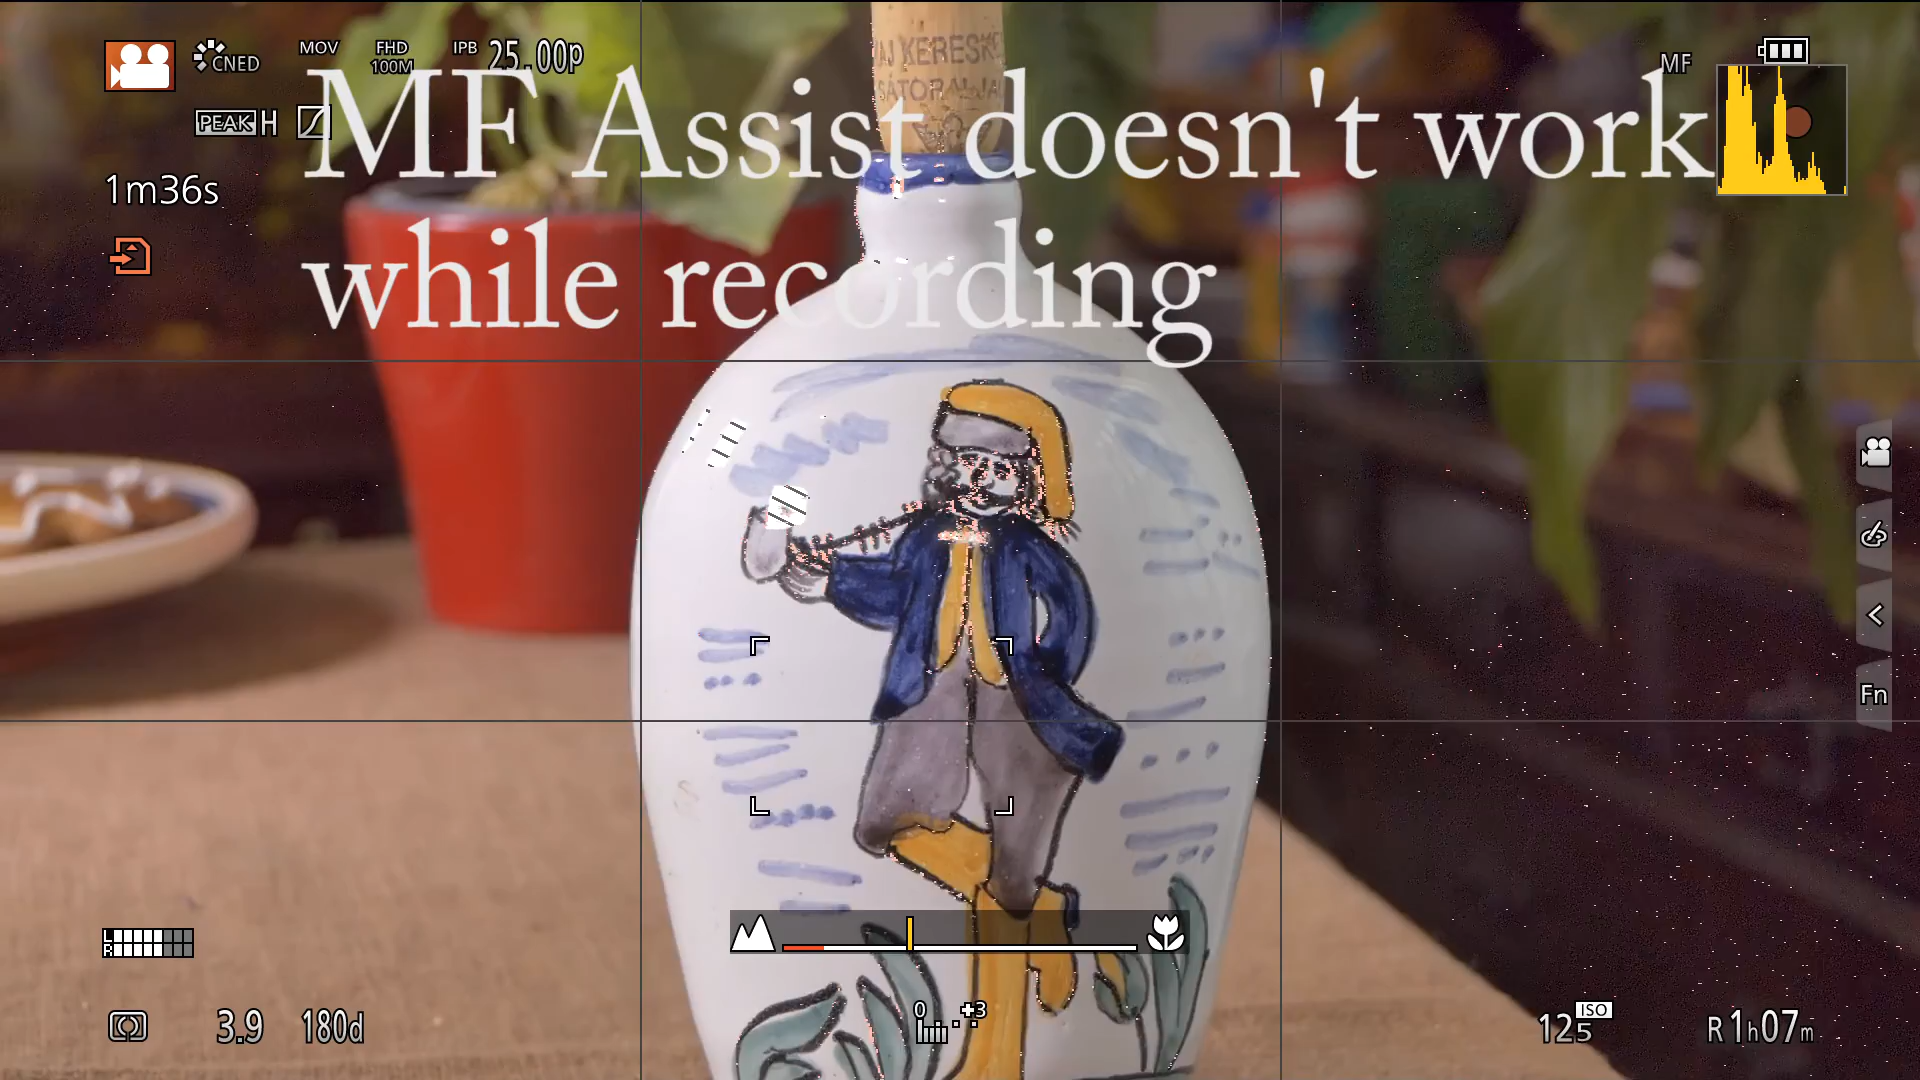 CNED
MOV
FHD
100M
IPB
25.00p
MF
PEAK H
MF Assist doesn't work
while recording
1m36s
Fn
L
R
3.9
180d
0
+3
ISO
125
R1h07m